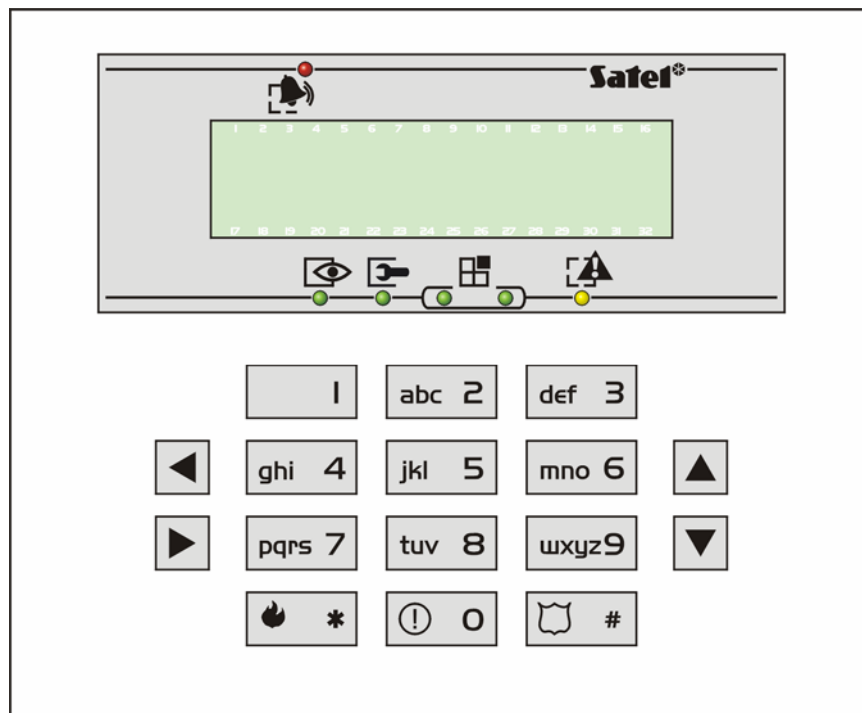 Satel
1 2 3 4 5 6 7 8 9 10 11 12 13 14 15 16
17 18 19 20 21 22 23 24 25 26 27 28 29 30 31 32
1 abc 2 def 3
ghi 4 jkl 5 mno 6
pqrs 7 tuv 8 wxyz 9
* ! 0 #